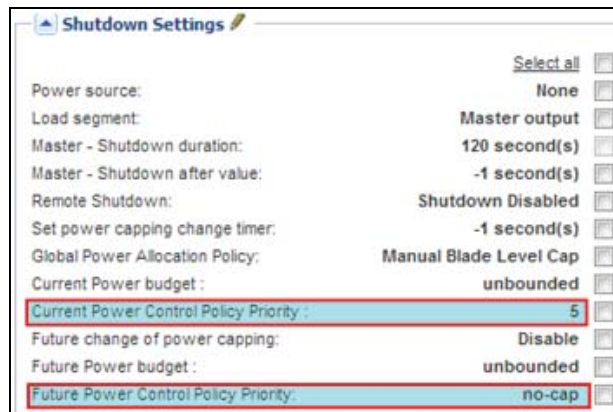 Shutdown Settings
Select all
Power source: None
Load segment: Master output
Master - Shutdown duration: 120 second(s)
Master - Shutdown after value: -1 second(s)
Remote Shutdown: Shutdown Disabled
Set power capping change timer: -1 second(s)
Global Power Allocation Policy: Manual Blade Level Cap
Current Power budget : unbounded
Current Power Control Policy Priority : 5
Future change of power capping: Disable
Future Power budget : unbounded
Future Power Control Policy Priority: no-cap